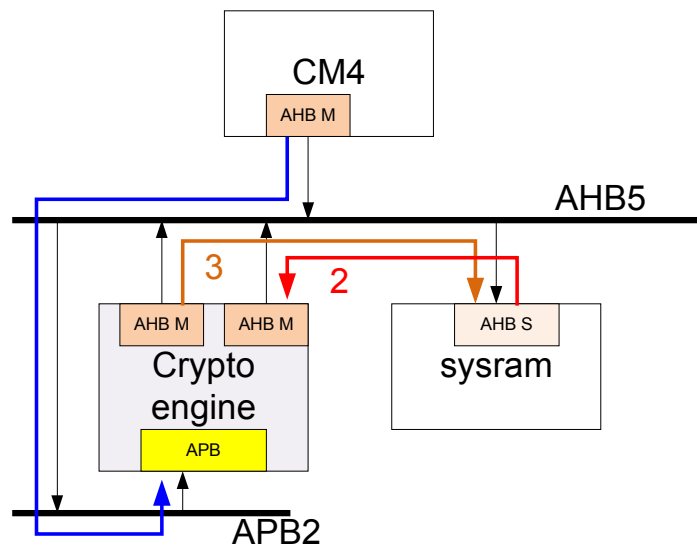 CM4
AHB M
AHB5
3
2
AHB M
AHB M
AHB S
Crypto
engine
sysram
APB
APB2